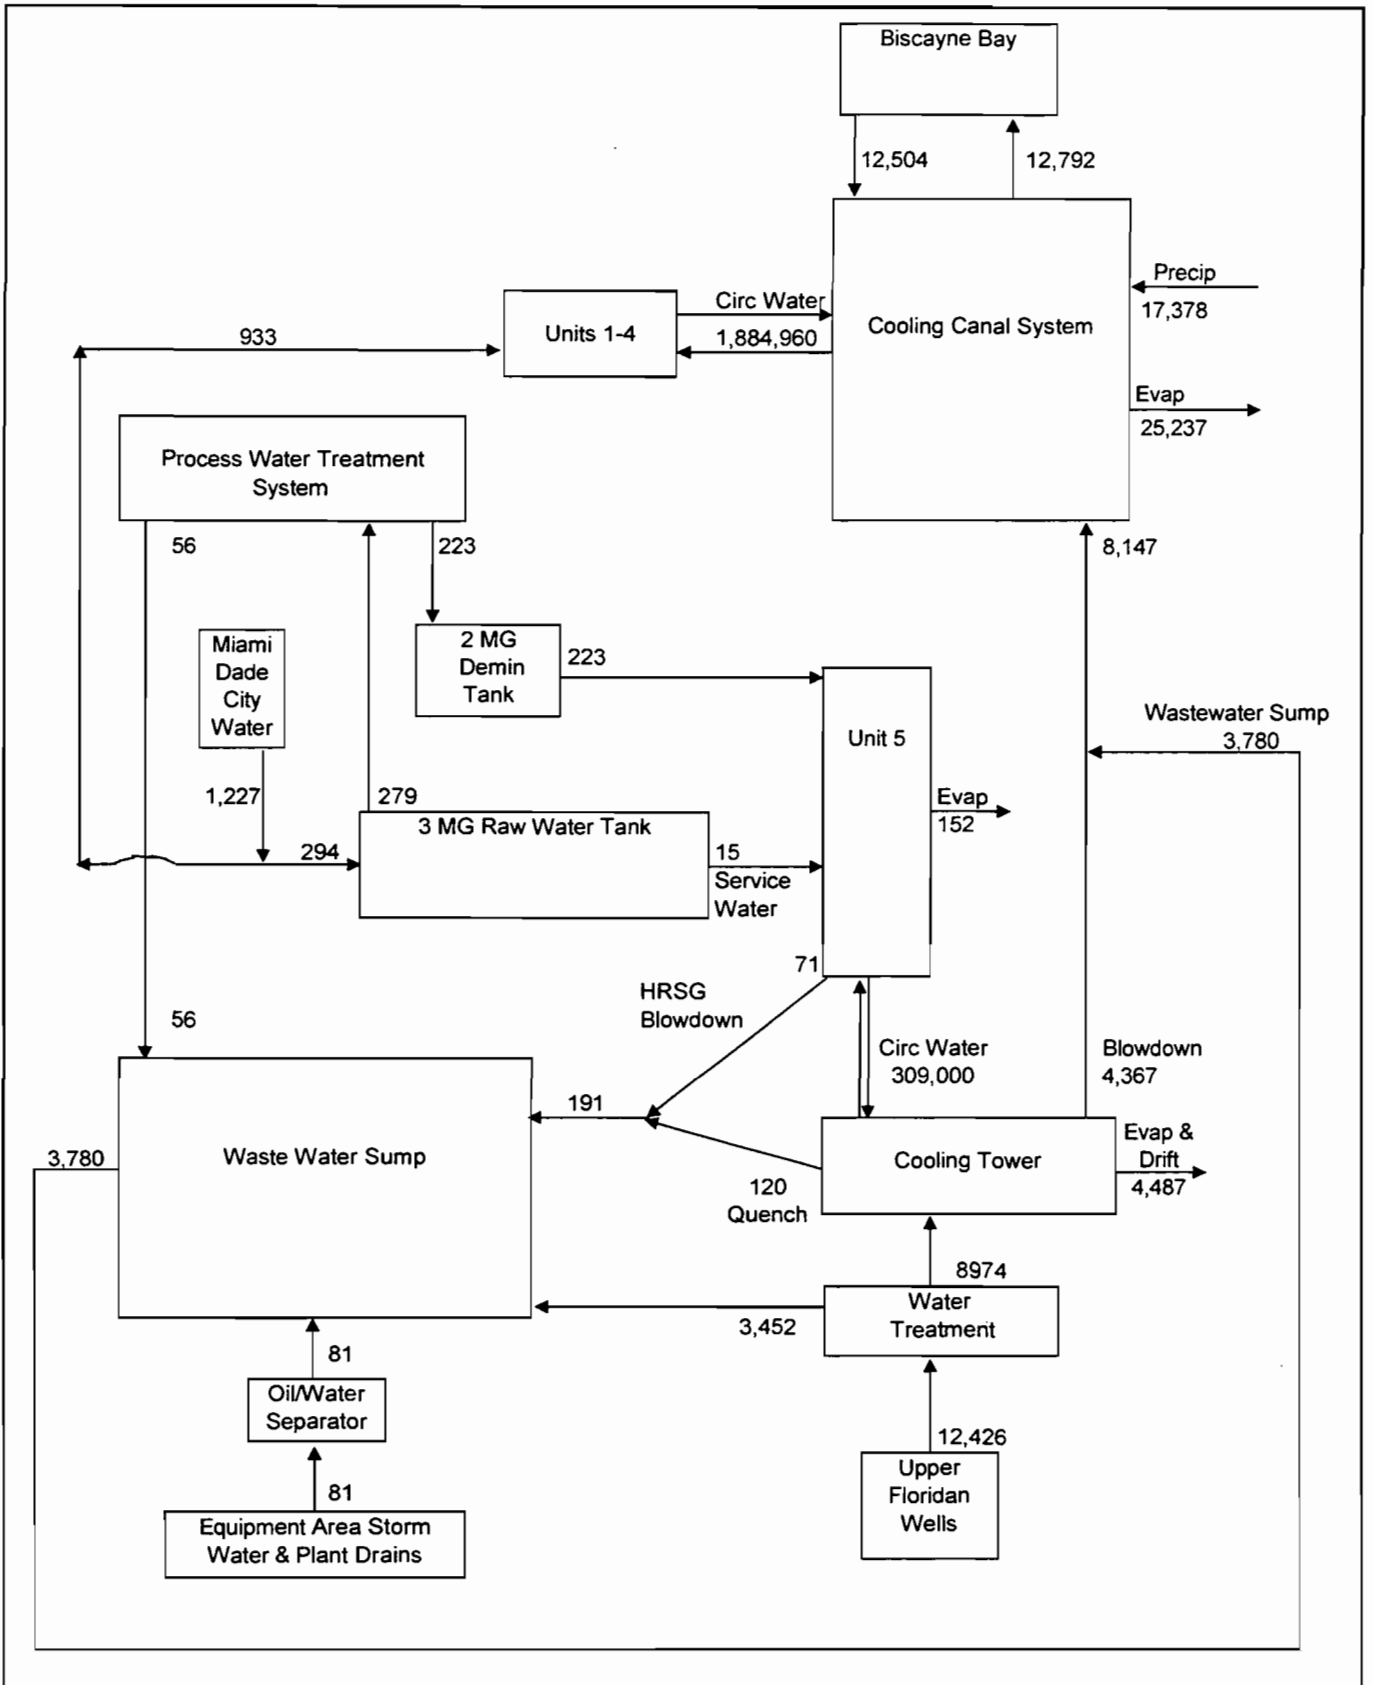 Biscayne Bay
12,504
12,792
Precip
17,378
Circ Water
1,884,960
Units 1-4
Cooling Canal System
933
Evap
25,237
Process Water Treatment
System
56
223
8,147
Miami
Dade
City
Water
2 MG
Demin
Tank
223
Unit 5
Wastewater Sump
3,780
1,227
279
Evap
152
3 MG Raw Water Tank
294
15
Service
Water
71
HRSG
Blowdown
56
Circ Water
309,000
Blowdown
4,367
191
Evap &
Drift
4,487
3,780
Waste Water Sump
Cooling Tower
120
Quench
8974
Water
Treatment
3,452
81
Oil/Water
Separator
12,426
Upper
Floridan
Wells
81
Equipment Area Storm
Water & Plant Drains